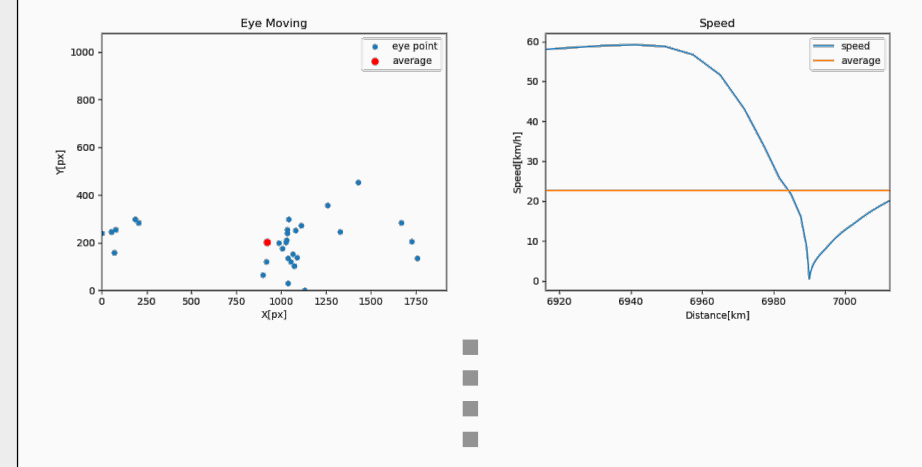 Eye Moving
1000
800
600
400
200
0
Y[px]
eye point
average
0 250 500 750 1000 1250 1500 1750
X[px]
Speed
60
50
40
30
20
10
0
Speed[km/h]
speed
average
6920 6940 6960 6980 7000
Distance[km]